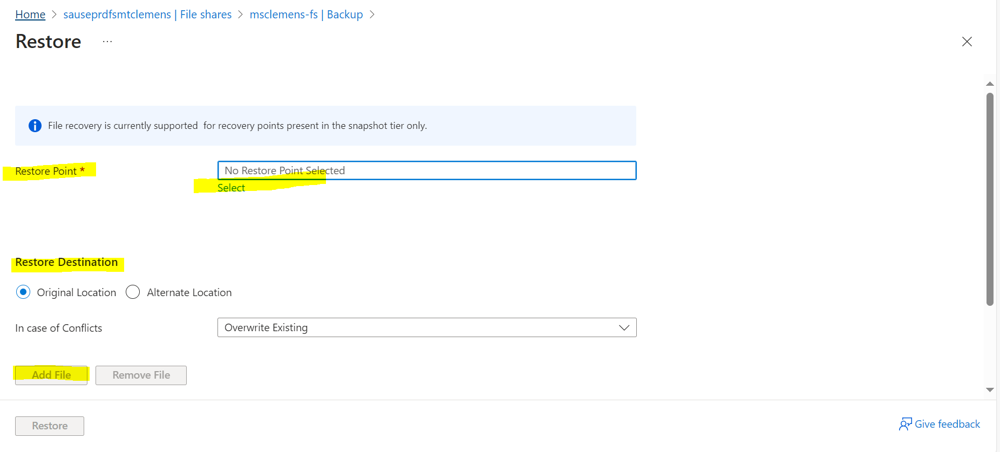 Home > sauseprdfsmtclemens | File shares > msclemens-fs | Backup >
Restore ...
File recovery is currently supported  for recovery points present in the snapshot tier only.
Restore Point * No Restore Point Selected
Select
Restore Destination
Original Location Alternate Location
In case of Conflicts Overwrite Existing
Add File Remove File
Restore Give feedback